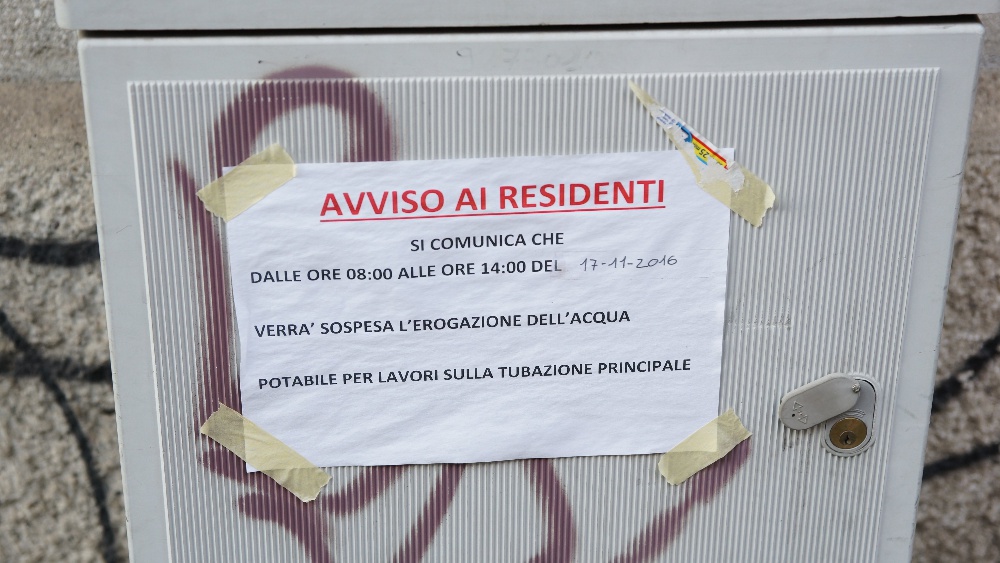 AVVISO AI RESIDENTI
SI COMUNICA CHE
DALLE ORE 08:00 ALLE ORE 14:00 DEL 17-11-2016
VERRA' SOSPESA L'EROGAZIONE DELL'ACQUA
POTABILE PER LAVORI SULLA TUBAZIONE PRINCIPALE